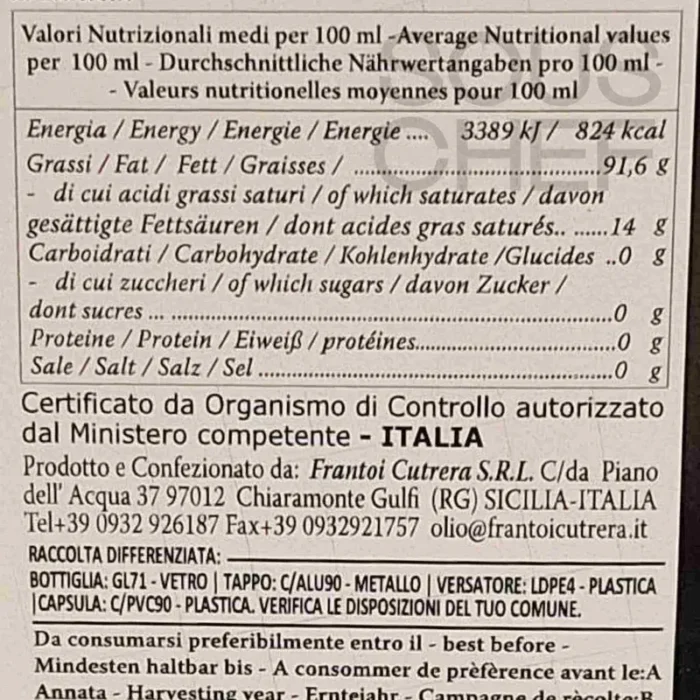 Valori Nutrizionali medi per 100 ml -Average Nutritional values
per 100 ml - Durchschnittliche Nährwertangaben pro 100 ml -
- Valeurs nutritionelles moyennes pour 100 ml
SOUS
CHEF
Energia / Energy / Energie / Energie .... 3389 kJ / 824 kcal
Grassi / Fat / Fett / Graisses / ......................................91,6 g
- di cui acidi grassi saturi / of which saturates / davon
gesättigte Fettsäuren / dont acides gras saturés.. ......14 g
Carboidrati / Carbohydrate / Kohlenhydrate /Glucides ..0 g
- di cui zuccheri / of which sugars / davon Zucker /
dont sucres ... ....................................................................0 g
Proteine / Protein / Eiweiß / protéines...............................0 g
Sale / Salt / Salz / Sel ......................................................0 g
Certificato da Organismo di Controllo autorizzato
dal Ministero competente - ITALIA
Prodotto e Confezionato da: Frantoi Cutrera S.R.L. C/da Piano
dell' Acqua 37 97012 Chiaramonte Gulfi (RG) SICILIA-ITALIA
Tel+39 0932 926187 Fax+39 0932921757 olio@frantoicutrera.it
RACCOLTA DIFFERENZIATA:
BOTTIGLIA: GL71 - VETRO | TAPPO: C/ALU90 - METALLO | VERSATORE: LDPE4 - PLASTICA
|CAPSULA: C/PVC90 - PLASTICA. VERIFICA LE DISPOSIZIONI DEL TUO COMUNE.
Da consumarsi preferibilmente entro il - best before -
Mindesten haltbar bis - A consommer de prèfèrence avant le:A
Annata - Harvesting year - Erntejahr - Campagne de rècolte:B